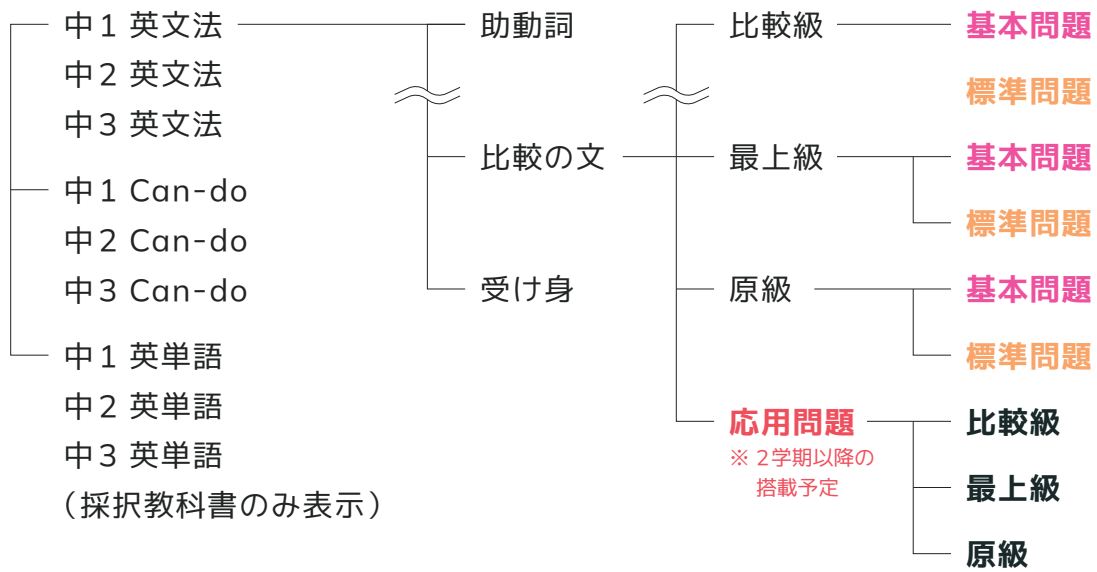 中1 英文法
中2 英文法
中3 英文法
中1 Can-do
中2 Can-do
中3 Can-do
中1 英単語
中2 英単語
中3 英単語
（採択教科書のみ表示）
助動詞
比較の文
受け身
比較級
最上級
原級
応用問題
※ 2学期以降の
搭載予定
基本問題
標準問題
基本問題
標準問題
基本問題
標準問題
比較級
最上級
原級